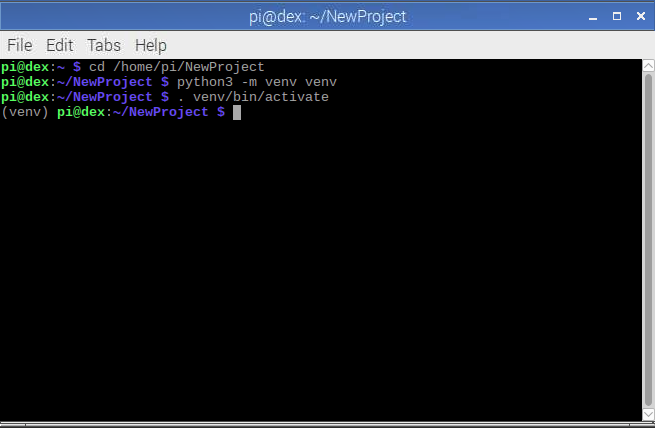 pi@dex: ~/NewProject
File Edit Tabs Help
pi@dex:~ $ cd /home/pi/NewProject
pi@dex:~/NewProject $ python3 -m venv venv
pi@dex:~/NewProject $ . venv/bin/activate
(venv) pi@dex:~/NewProject $